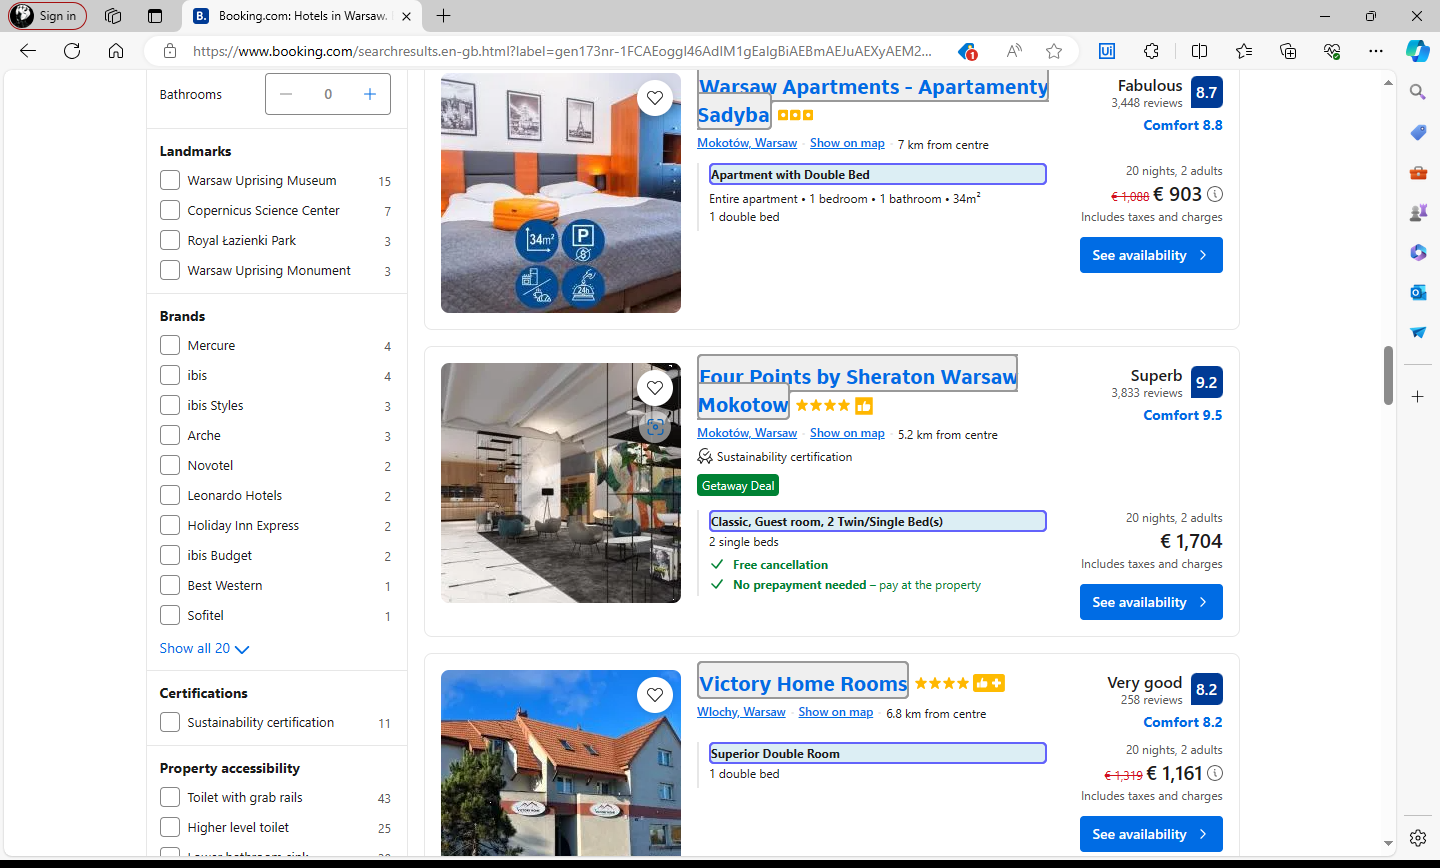 Sign in
B. Booking.com: Hotels in Warsaw.
https://www.booking.com/searchresults.en-gb.html?label=gen173nr-1FCAEoggI46AdIM1gEaIgBiAEBmAEJuAEXyAEM2...
1
Ui
Bathrooms
0
Landmarks
Warsaw Uprising Museum 15
Copernicus Science Center 7
Royal Łazienki Park 3
Warsaw Uprising Monument 3
Brands
Mercure 4
ibis 4
ibis Styles 3
Arche 3
Novotel 2
Leonardo Hotels 2
Holiday Inn Express 2
ibis Budget 2
Best Western 1
Sofitel 1
Show all 20
Certifications
Sustainability certification 11
Property accessibility
Toilet with grab rails 43
Higher level toilet 25
34m²
P
24h
Warsaw Apartments - Apartamenty
Sadyba
Mokotów, Warsaw Show on map 7 km from centre
Apartment with Double Bed
Entire apartment • 1 bedroom • 1 bathroom • 34m²
1 double bed
Fabulous 8.7
3,448 reviews
Comfort 8.8
20 nights, 2 adults
€ 1,088 € 903
Includes taxes and charges
See availability
Four Points by Sheraton Warsaw
Mokotow
Mokotów, Warsaw Show on map 5.2 km from centre
Sustainability certification
Getaway Deal
Classic, Guest room, 2 Twin/Single Bed(s)
2 single beds
Free cancellation
No prepayment needed – pay at the property
Superb 9.2
3,833 reviews
Comfort 9.5
20 nights, 2 adults
€ 1,704
Includes taxes and charges
See availability
VICTORY HOME
VICTORY HOME
Victory Home Rooms
Wlochy, Warsaw Show on map 6.8 km from centre
Superior Double Room
1 double bed
Very good 8.2
258 reviews
Comfort 8.2
20 nights, 2 adults
€ 1,319 € 1,161
Includes taxes and charges
See availability